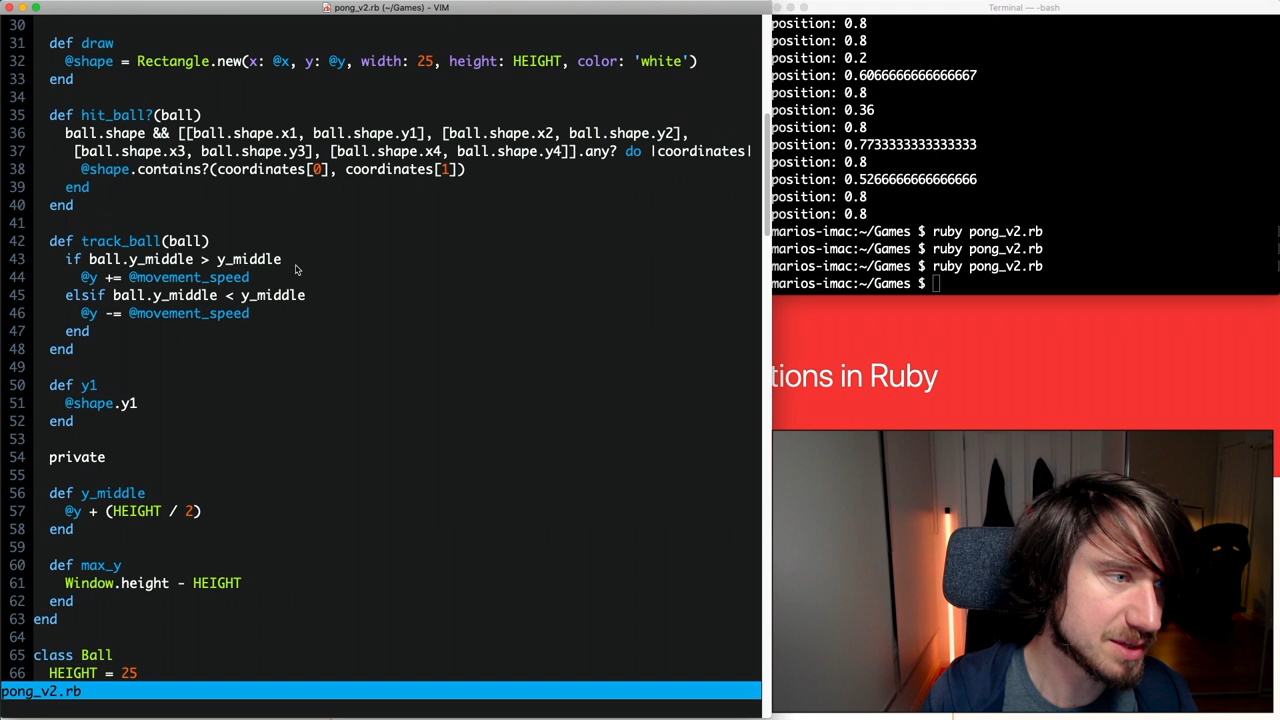 pong_v2.rb (~/Games) - VIM
30
31 def draw
32 @shape = Rectangle.new(x: @x, y: @y, width: 25, height: HEIGHT, color: 'white')
33 end
34
35 def hit_ball?(ball)
36 ball.shape && [[ball.shape.x1, ball.shape.y1], [ball.shape.x2, ball.shape.y2],
37 [ball.shape.x3, ball.shape.y3], [ball.shape.x4, ball.shape.y4]].any? do |coordinates|
38 @shape.contains?(coordinates[0], coordinates[1])
39 end
40 end
41
42 def track_ball(ball)
43 if ball.y_middle > y_middle
44 @y += @movement_speed
45 elsif ball.y_middle < y_middle
46 @y -= @movement_speed
47 end
48 end
49
50 def y1
51 @shape.y1
52 end
53
54 private
55
56 def y_middle
57 @y + (HEIGHT / 2)
58 end
59
60 def max_y
61 Window.height - HEIGHT
62 end
63 end
64
65 class Ball
66 HEIGHT = 25
pong_v2.rb
Terminal — -bash
position: 0.8
position: 0.8
position: 0.2
position: 0.6066666666666667
position: 0.8
position: 0.36
position: 0.8
position: 0.7733333333333333
position: 0.8
position: 0.5266666666666666
position: 0.8
position: 0.8
marios-imac:~/Games $ ruby pong_v2.rb
marios-imac:~/Games $ ruby pong_v2.rb
marios-imac:~/Games $ ruby pong_v2.rb
marios-imac:~/Games $
tions in Ruby